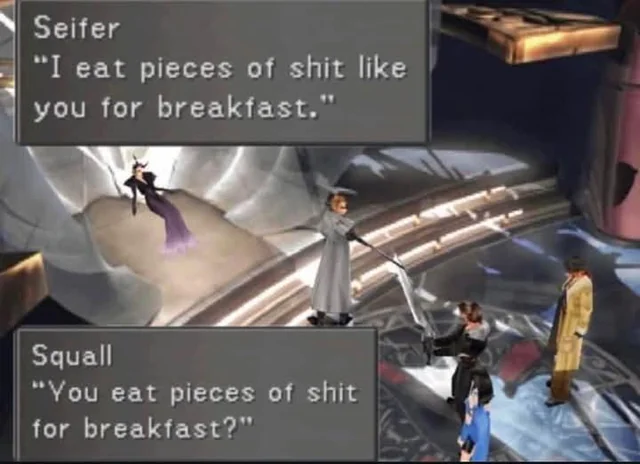 Seifer
“I eat pieces of shit like
you for breakfast.”
Squall
“You eat pieces of shit
for breakfast?”